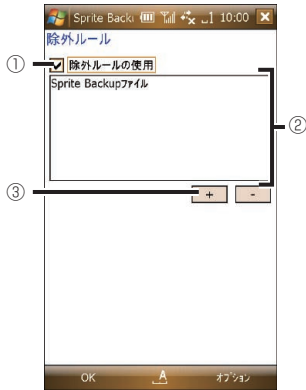 Sprite Backı 10:00
除外ルール
① 除外ルールの使用
Sprite Backupファイル
②
③ + -
OK A オプション